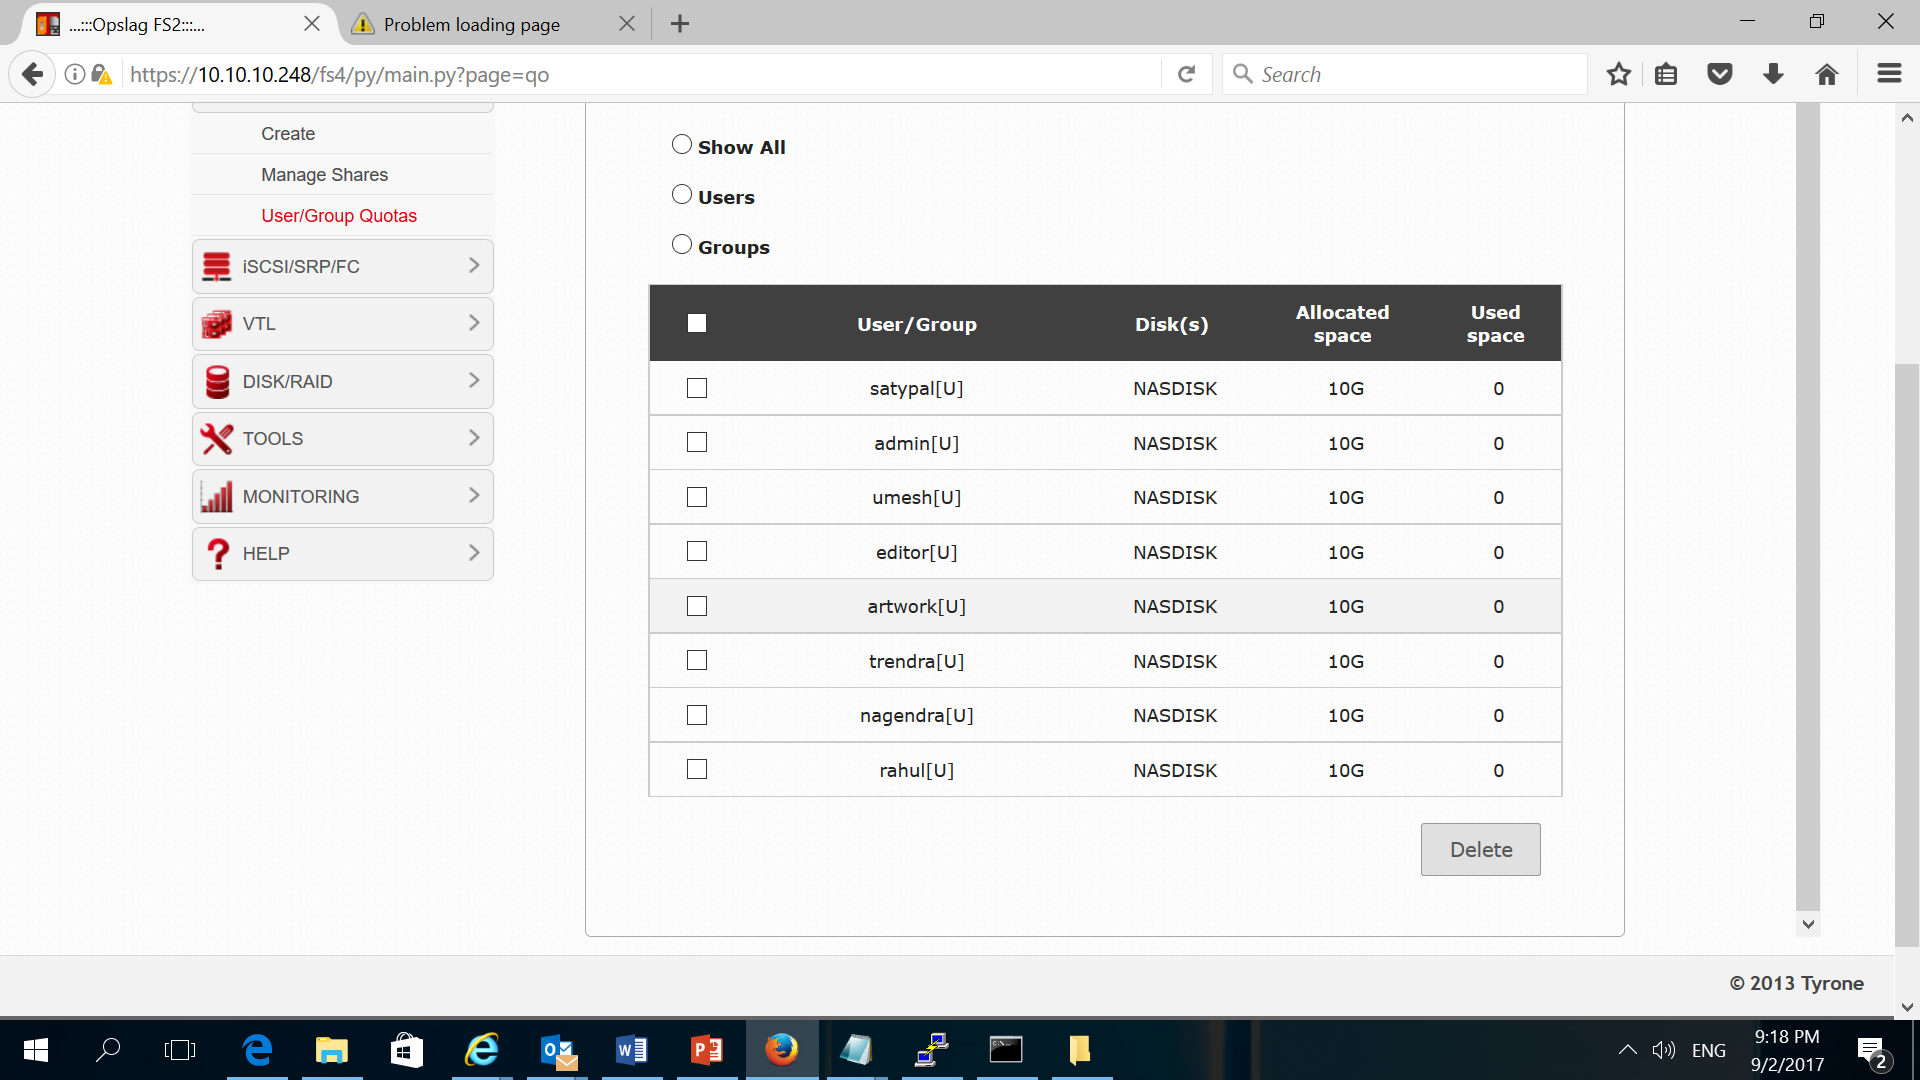 ...:::Opslag FS2:::...
Problem loading page
https://10.10.10.248/fs4/py/main.py?page=qo
Search
Create
Manage Shares
User/Group Quotas
iSCSI/SRP/FC
VTL
DISK/RAID
TOOLS
MONITORING
HELP
Show All
Users
Groups
User/Group Disk(s) Allocated space Used space
satypal[U] NASDISK 10G 0
admin[U] NASDISK 10G 0
umesh[U] NASDISK 10G 0
editor[U] NASDISK 10G 0
artwork[U] NASDISK 10G 0
trendra[U] NASDISK 10G 0
nagendra[U] NASDISK 10G 0
rahul[U] NASDISK 10G 0
Delete
© 2013 Tyrone
ENG
9:18 PM
9/2/2017
2